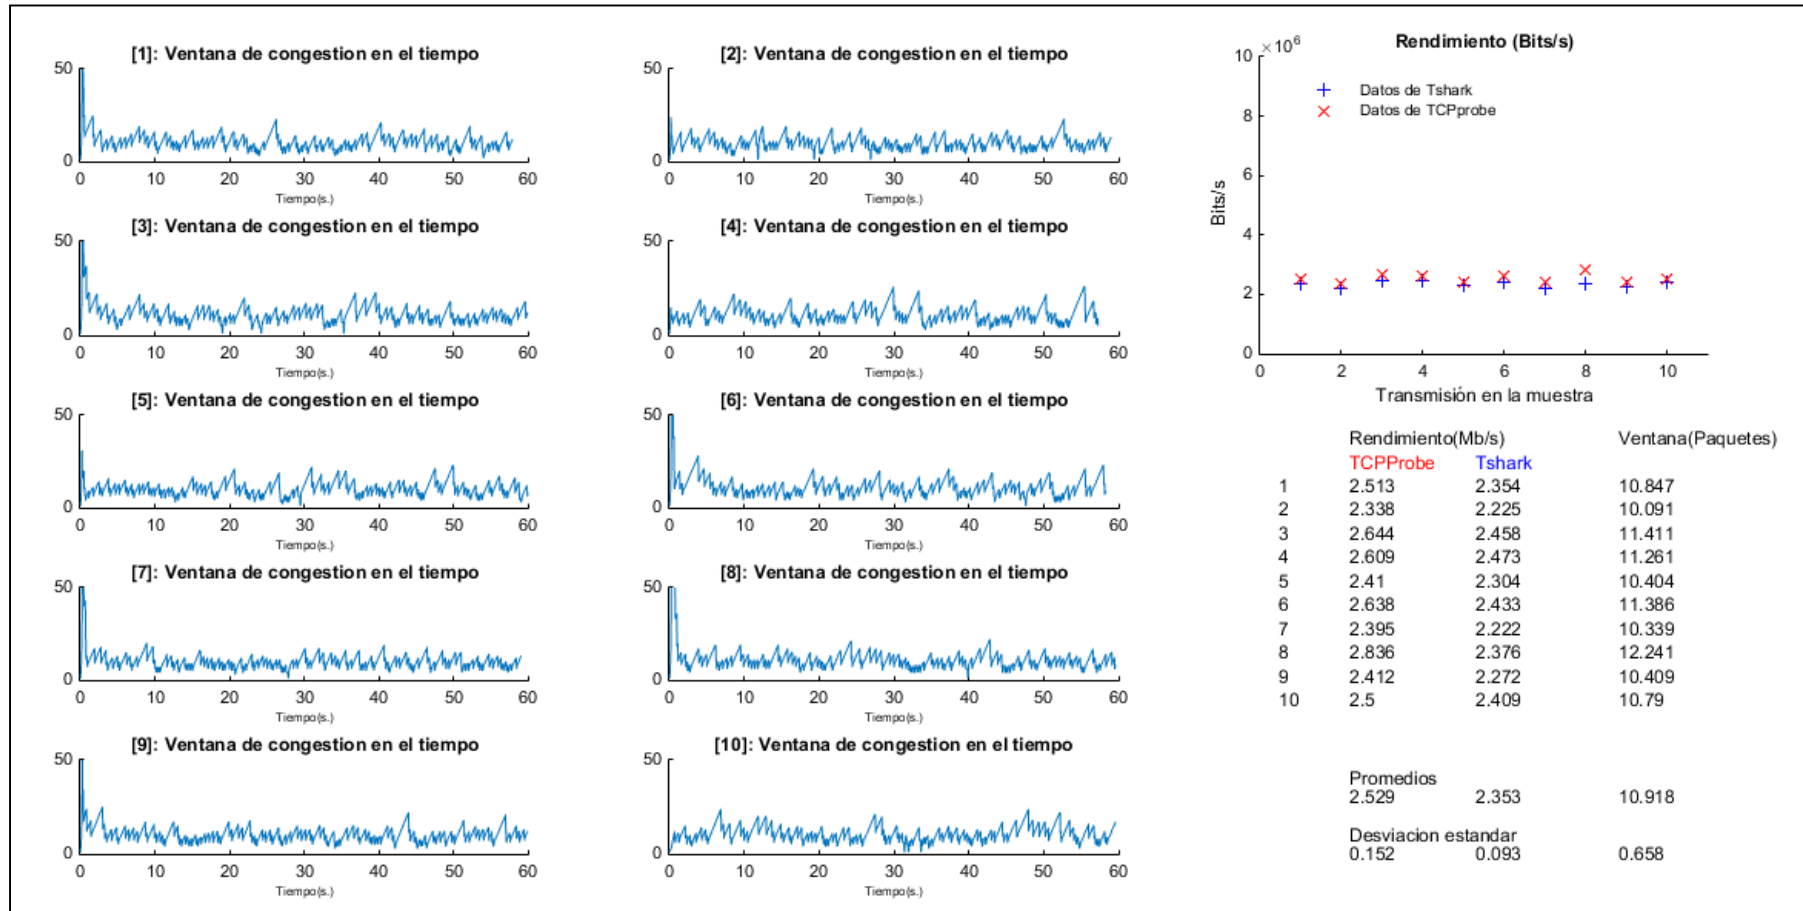 [1]: Ventana de congestion en el tiempo
50
0
0 10 20 30 40 50 60
Tiempo(s.)
[2]: Ventana de congestion en el tiempo
50
0
0 10 20 30 40 50 60
Tiempo(s.)
[3]: Ventana de congestion en el tiempo
50
0
0 10 20 30 40 50 60
Tiempo(s.)
[4]: Ventana de congestion en el tiempo
50
0
0 10 20 30 40 50 60
Tiempo(s.)
[5]: Ventana de congestion en el tiempo
50
0
0 10 20 30 40 50 60
Tiempo(s.)
[6]: Ventana de congestion en el tiempo
50
0
0 10 20 30 40 50 60
Tiempo(s.)
[7]: Ventana de congestion en el tiempo
50
0
0 10 20 30 40 50 60
Tiempo(s.)
[8]: Ventana de congestion en el tiempo
50
0
0 10 20 30 40 50 60
Tiempo(s.)
[9]: Ventana de congestion en el tiempo
50
0
0 10 20 30 40 50 60
Tiempo(s.)
[10]: Ventana de congestion en el tiempo
50
0
0 10 20 30 40 50 60
Tiempo(s.)
Rendimiento (Bits/s)
×10⁶
10
8
6
4
2
0
Bits/s
Datos de Tshark
Datos de TCPprobe
0 2 4 6 8 10
Transmisión en la muestra
Rendimiento(Mb/s) Ventana(Paquetes)
TCPProbe Tshark
1 2.513 2.354 10.847
2 2.338 2.225 10.091
3 2.644 2.458 11.411
4 2.609 2.473 11.261
5 2.41 2.304 10.404
6 2.638 2.433 11.386
7 2.395 2.222 10.339
8 2.836 2.376 12.241
9 2.412 2.272 10.409
10 2.5 2.409 10.79
Promedios
2.529 2.353 10.918
Desviacion estandar
0.152 0.093 0.658